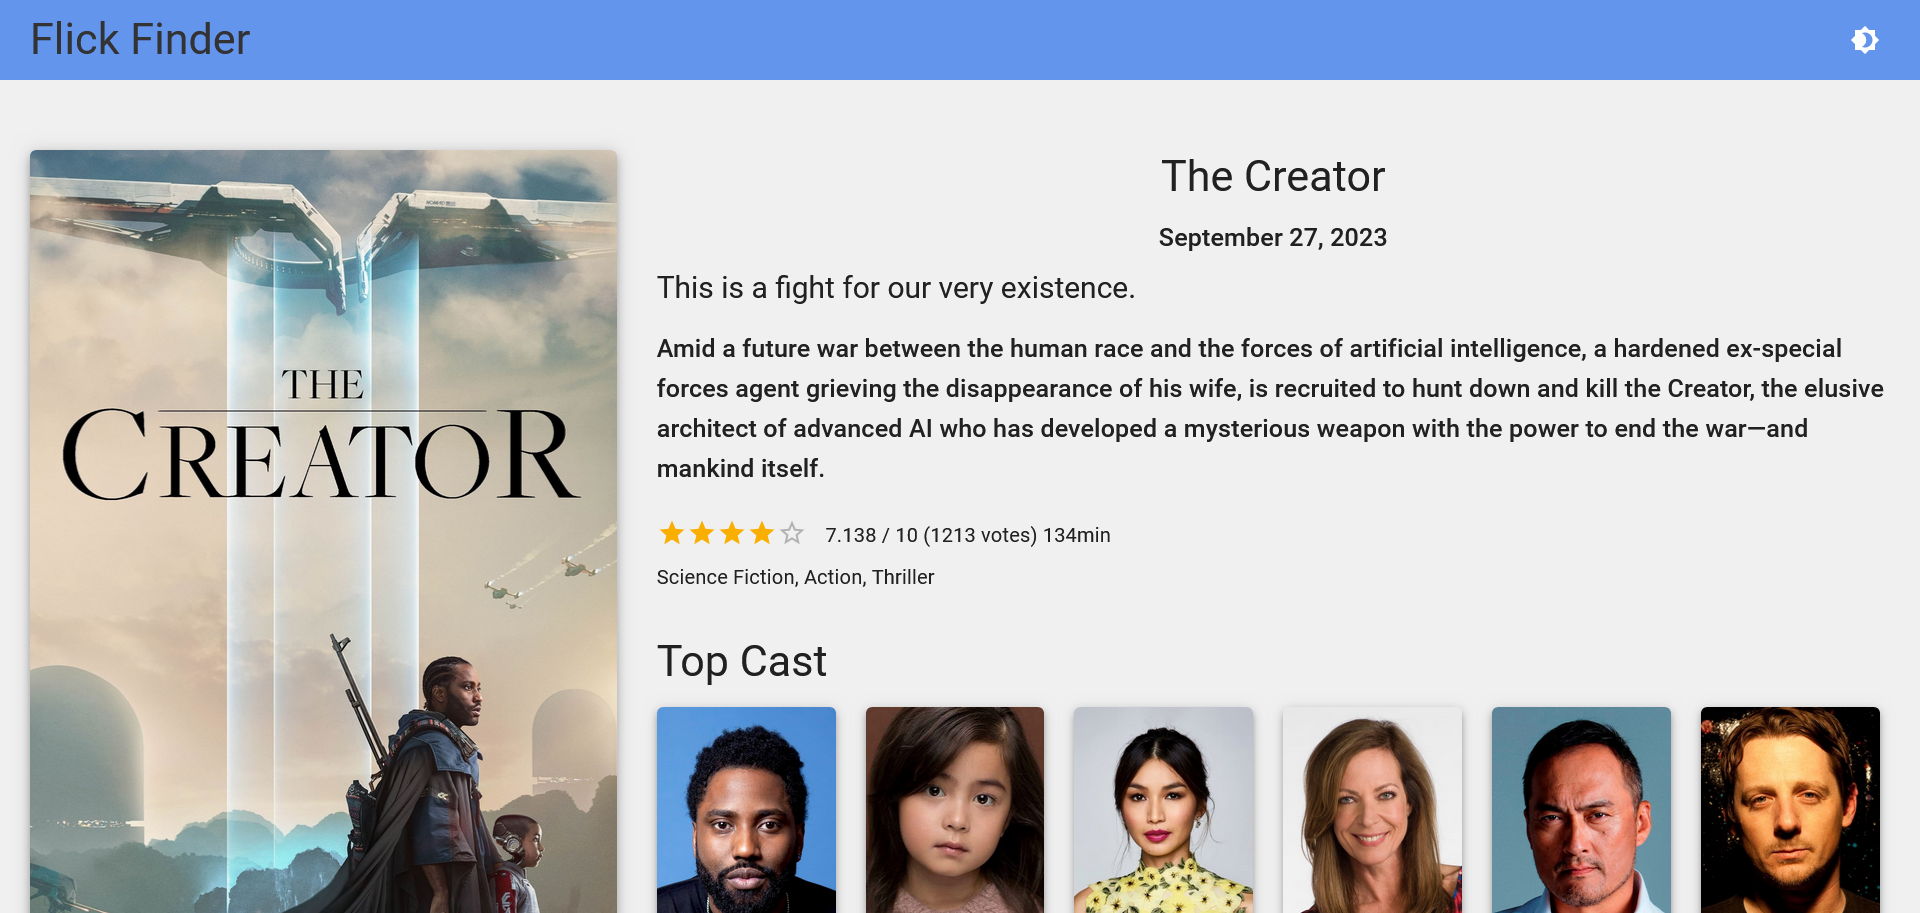 Flick Finder
THE
CREATOR
The Creator
September 27, 2023
This is a fight for our very existence.
Amid a future war between the human race and the forces of artificial intelligence, a hardened ex-special
forces agent grieving the disappearance of his wife, is recruited to hunt down and kill the Creator, the elusive
architect of advanced AI who has developed a mysterious weapon with the power to end the war—and
mankind itself.
7.138 / 10 (1213 votes) 134min
Science Fiction, Action, Thriller
Top Cast